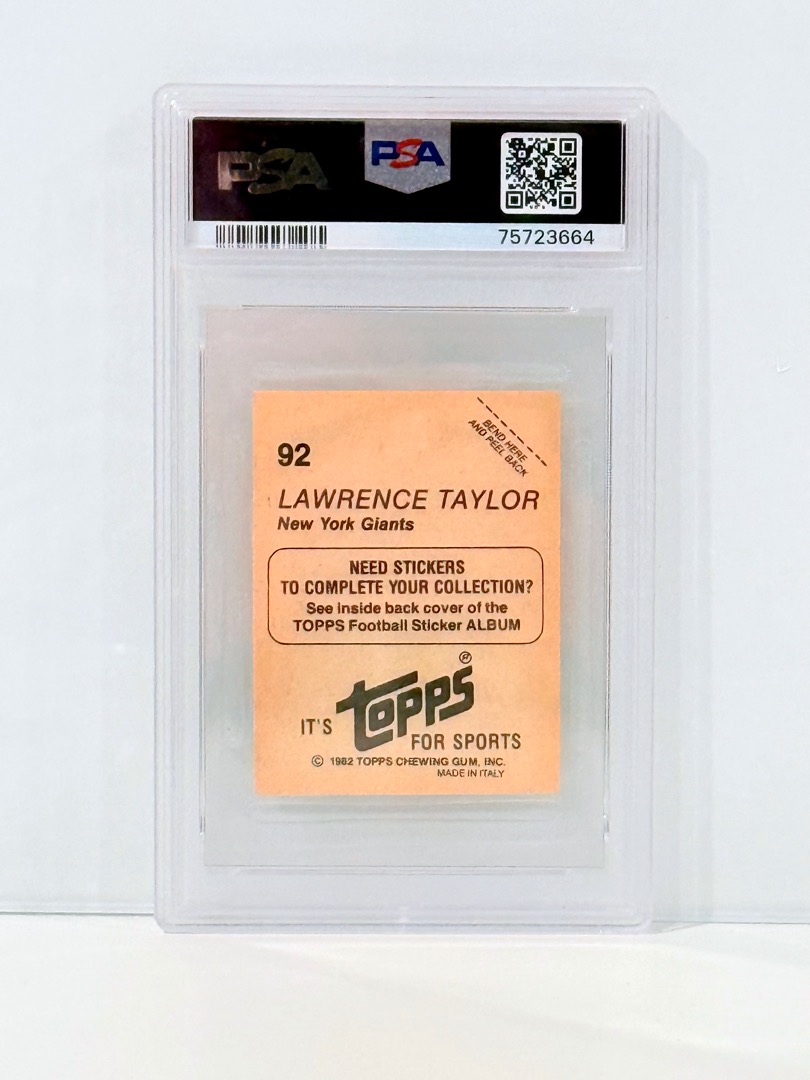 PSA PSA
75723664
BEND HERE
AND PEEL BACK
92
LAWRENCE TAYLOR
New York Giants
NEED STICKERS
TO COMPLETE YOUR COLLECTION?
See inside back cover of the
TOPPS Football Sticker ALBUM
IT'S topps®
FOR SPORTS
© 1982 TOPPS CHEWING GUM, INC.
MADE IN ITALY